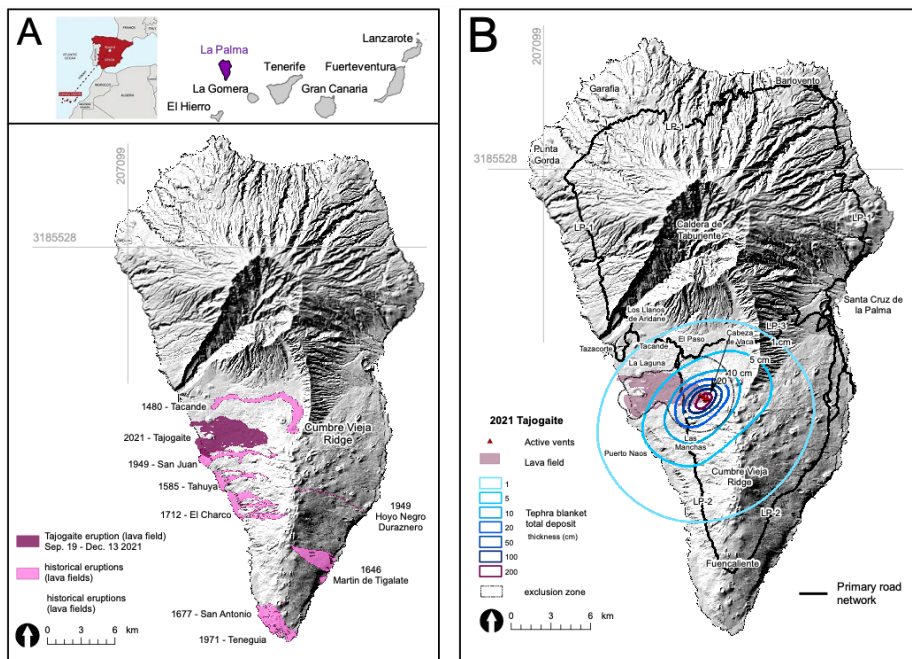 A
FRANCE
ATLANTIC
OCEAN
SPAIN
MOROCCO
ALGERIA
La Palma
La Gomera
El Hierro
Tenerife
Gran Canaria
Fuerteventura
Lanzarote
207099
3185528
1480 - Tacande
2021 - Tajogaite
1949 - San Juan
1585 - Tahuya
1712 - El Charco
Cumbre Vieja
Ridge
1949
Hoyo Negro
Duraznero
1646
Martin de Tigalate
1677 - San Antonio
1971 - Teneguia
Tajogaite eruption (lava field)
Sep. 19 - Dec. 13 2021
historical eruptions
(lava fields)
historical eruptions
(lava fields)
0 3 6 km
B
207099
3185528
Garafia
Barlovento
LP-1
Punta
Gorda
LP-1
LP-1
Caldera de
Taburiente
Santa Cruz de
la Palma
Los Llanos
de Aridane
Tazacorte
Tacande
El Paso
Cabeza
de Vaca
LP-3
1 cm
La Laguna
5 cm
10 cm
20
Las
Manchas
Puerto Naos
Cumbre Vieja
Ridge
LP-2
LP-2
Fuencaliente
2021 Tajogaite
Active vents
Lava field
1
5
10
20
50
100
200
Tephra blanket
total deposit
thickness (cm)
exclusion zone
0 3 6 km
Primary road
network